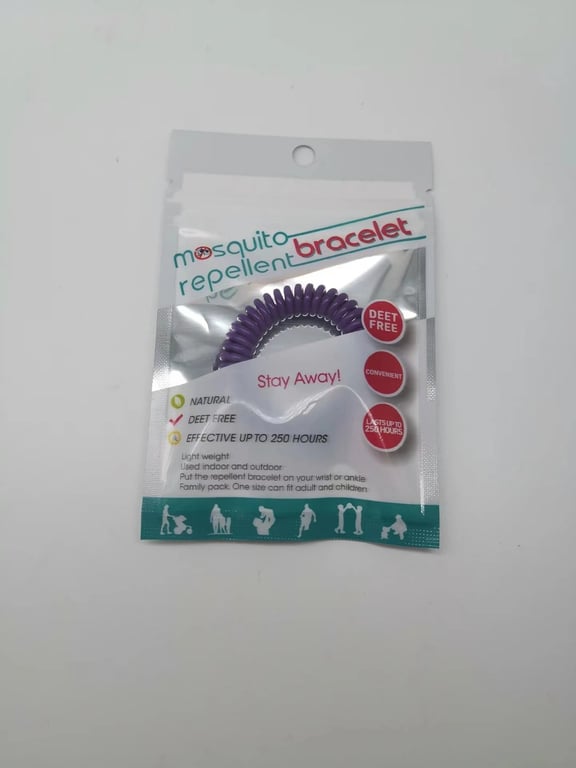 mosquito
repellent bracelet
DEET
FREE
CONVENIENT
Stay Away!
NATURAL
DEET FREE
EFFECTIVE UP TO 250 HOURS
LASTS UP TO
250 HOURS
Light weight
Used indoor and outdoor
Put the repellent bracelet on your wrist or ankle
Family pack. One size can fit adult and children